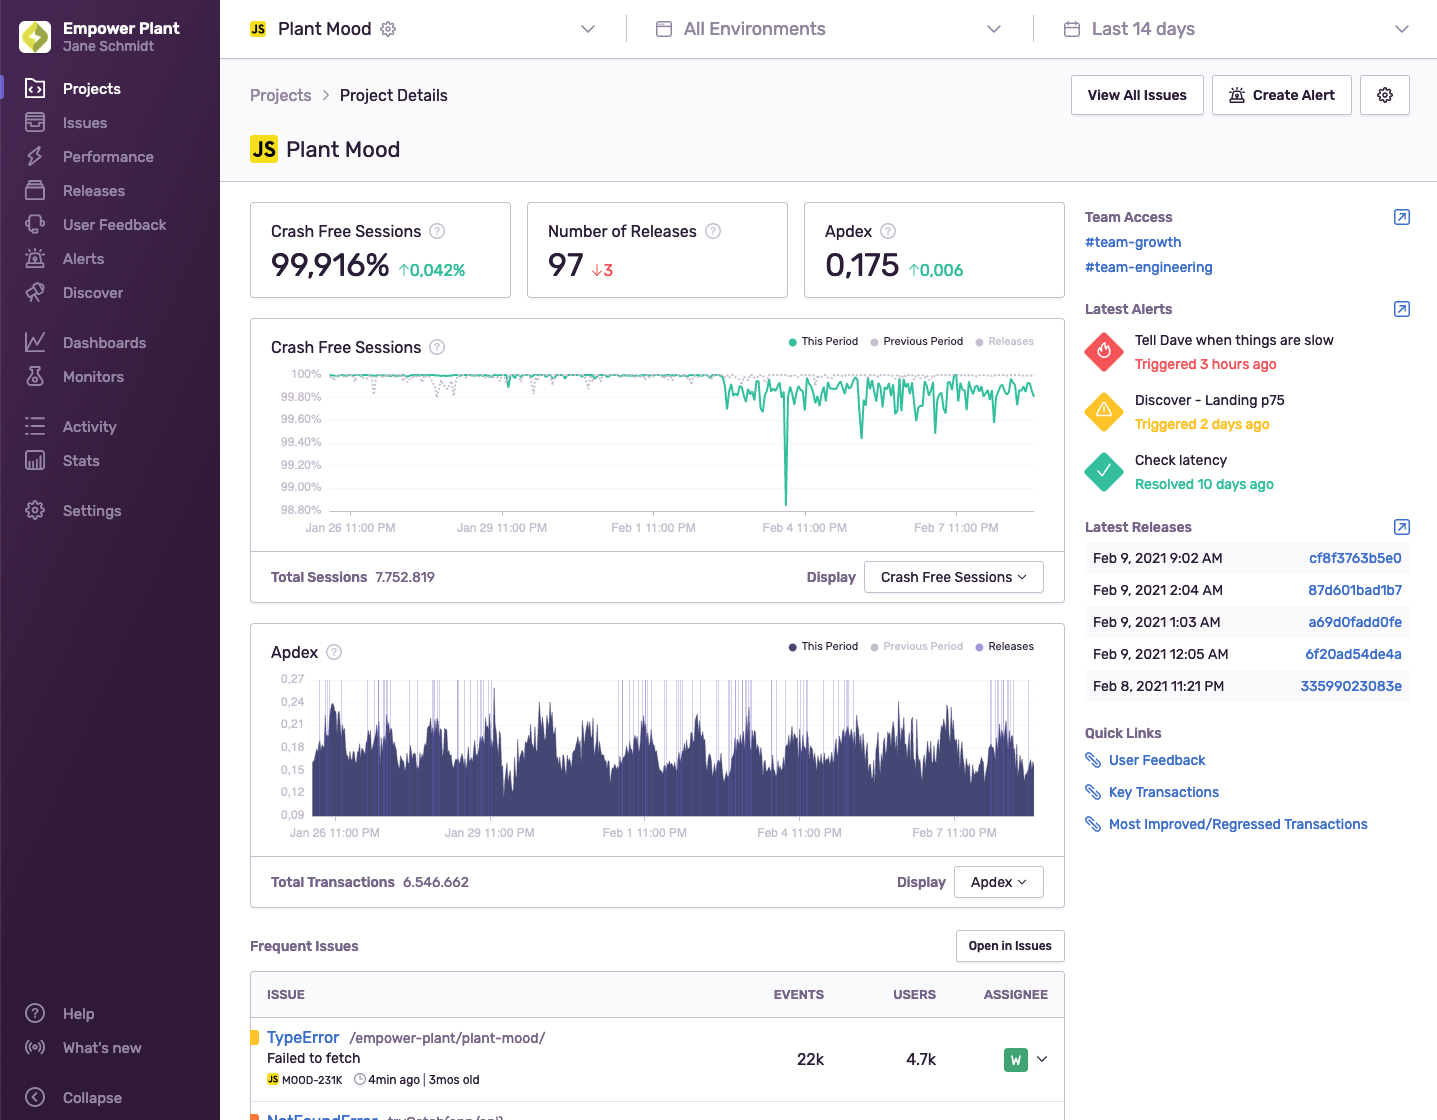 Empower Plant
Jane Schmidt
Projects
Issues
Performance
Releases
User Feedback
Alerts
Discover
Dashboards
Monitors
Activity
Stats
Settings
Help
What's new
Collapse
JS Plant Mood
All Environments
Last 14 days
Projects > Project Details
View All Issues
Create Alert
JS Plant Mood
Crash Free Sessions ?
99,916% ↑0,042%
Number of Releases ?
97 ↓3
Apdex ?
0,175 ↑0,006
Crash Free Sessions ?
This Period Previous Period Releases
100%
99.80%
99.60%
99.40%
99.20%
99.00%
98.80%
Jan 26 11:00 PM Jan 29 11:00 PM Feb 1 11:00 PM Feb 4 11:00 PM Feb 7 11:00 PM
Total Sessions 7.752.819
Display Crash Free Sessions
Apdex ?
This Period Previous Period Releases
0,27
0,24
0,21
0,18
0,15
0,12
0,09
Jan 26 11:00 PM Jan 29 11:00 PM Feb 1 11:00 PM Feb 4 11:00 PM Feb 7 11:00 PM
Total Transactions 6.546.662
Display Apdex
Frequent Issues
Open in Issues
ISSUE EVENTS USERS ASSIGNEE
TypeError /empower-plant/plant-mood/
Failed to fetch
22k 4.7k W
JS MOOD-231K 4min ago | 3mos old
NotFoundError tryCatch(app/api)
Team Access
#team-growth
#team-engineering
Latest Alerts
Tell Dave when things are slow
Triggered 3 hours ago
Discover - Landing p75
Triggered 2 days ago
Check latency
Resolved 10 days ago
Latest Releases
Feb 9, 2021 9:02 AM cf8f3763b5e0
Feb 9, 2021 2:04 AM 87d601bad1b7
Feb 9, 2021 1:03 AM a69d0fadd0fe
Feb 9, 2021 12:05 AM 6f20ad54de4a
Feb 8, 2021 11:21 PM 33599023083e
Quick Links
User Feedback
Key Transactions
Most Improved/Regressed Transactions